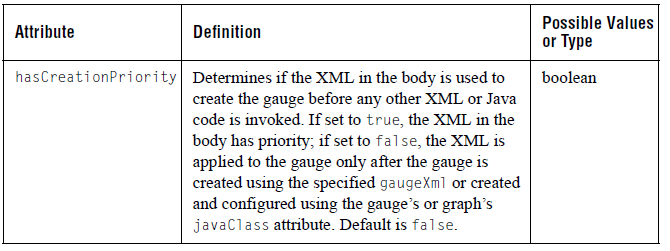 Attribute Definition Possible Values
or Type
hasCreationPriority Determines if the XML in the body is used to boolean
create the gauge before any other XML or Java
code is invoked. If set to true, the XML in the
body has priority; if set to false, the XML is
applied to the gauge only after the gauge is
created using the specified gaugeXml or created
and configured using the gauge’s or graph’s
javaClass attribute. Default is false.